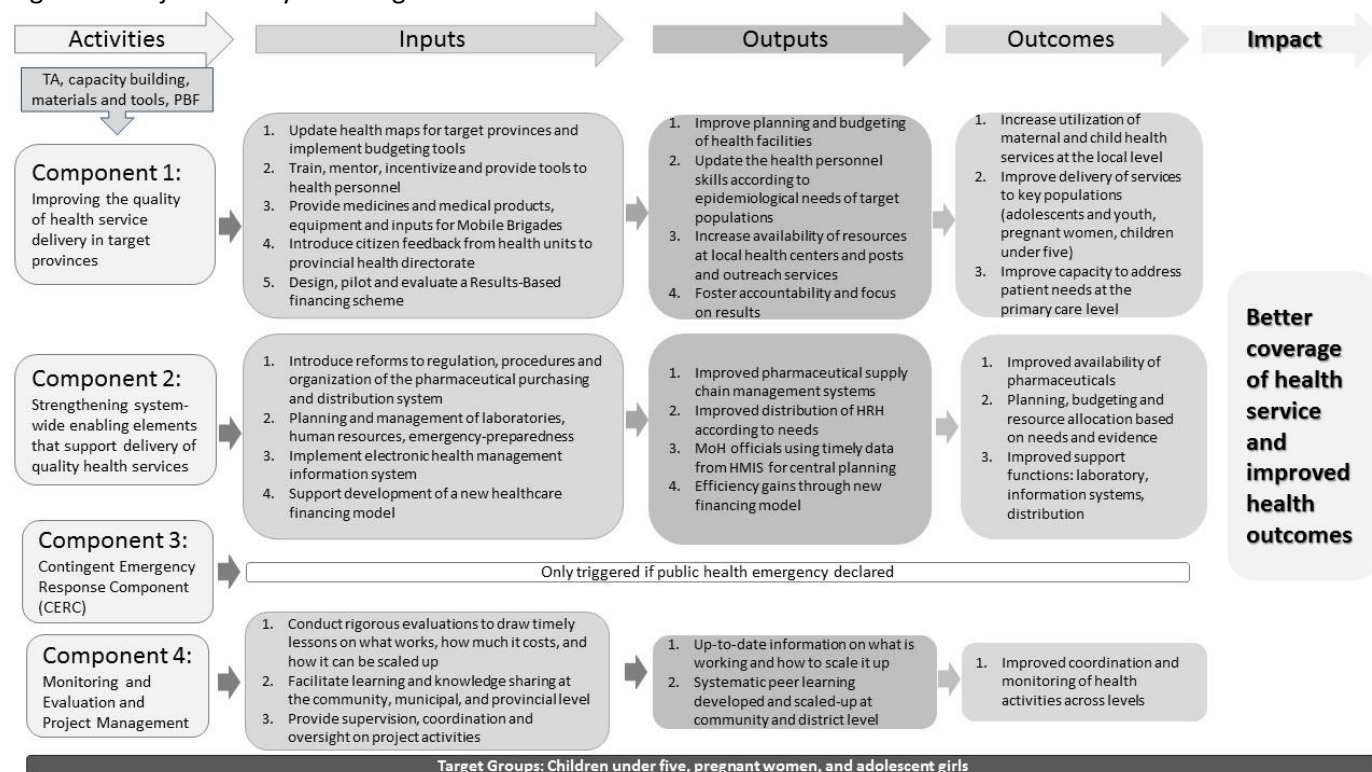 Activities
Inputs
Outputs
Outcomes
Impact
TA, capacity building,
materials and tools, PBF
Component 1:
Improving the quality
of health service
delivery in target
provinces
1. Update health maps for target provinces and
implement budgeting tools
2. Train, mentor, incentivize and provide tools to
health personnel
3. Provide medicines and medical products,
equipment and inputs for Mobile Brigades
4. Introduce citizen feedback from health units to
provincial health directorate
5. Design, pilot and evaluate a Results-Based
financing scheme
1. Improve planning and budgeting
of health facilities
2. Update the health personnel
skills according to
epidemiological needs of target
populations
3. Increase availability of resources
at local health centers and posts
and outreach services
4. Foster accountability and focus
on results
1. Increase utilization of
maternal and child health
services at the local level
2. Improve delivery of services
to key populations
(adolescents and youth,
pregnant women, children
under five)
3. Improve capacity to address
patient needs at the
primary care level
Component 2:
Strengthening system-
wide enabling elements
that support delivery of
quality health services
1. Introduce reforms to regulation, procedures and
organization of the pharmaceutical purchasing
and distribution system
2. Planning and management of laboratories,
human resources, emergency-preparedness
3. Implement electronic health management
information system
4. Support development of a new healthcare
financing model
1. Improved pharmaceutical supply
chain management systems
2. Improved distribution of HRH
according to needs
3. MoH officials using timely data
from HMIS for central planning
4. Efficiency gains through new
financing model
1. Improved availability of
pharmaceuticals
2. Planning, budgeting and
resource allocation based
on needs and evidence
3. Improved support
functions: laboratory,
information systems,
distribution
Better
coverage
of health
service
and
improved
health
outcomes
Component 3:
Contingent Emergency
Response Component
(CERC)
Only triggered if public health emergency declared
Component 4:
Monitoring and
Evaluation and
Project Management
1. Conduct rigorous evaluations to draw timely
lessons on what works, how much it costs, and
how it can be scaled up
2. Facilitate learning and knowledge sharing at
the community, municipal, and provincial level
3. Provide supervision, coordination and
oversight on project activities
1. Up-to-date information on what is
working and how to scale it up
2. Systematic peer learning
developed and scaled-up at
community and district level
1. Improved coordination and
monitoring of health
activities across levels
Target Groups: Children under five, pregnant women, and adolescent girls